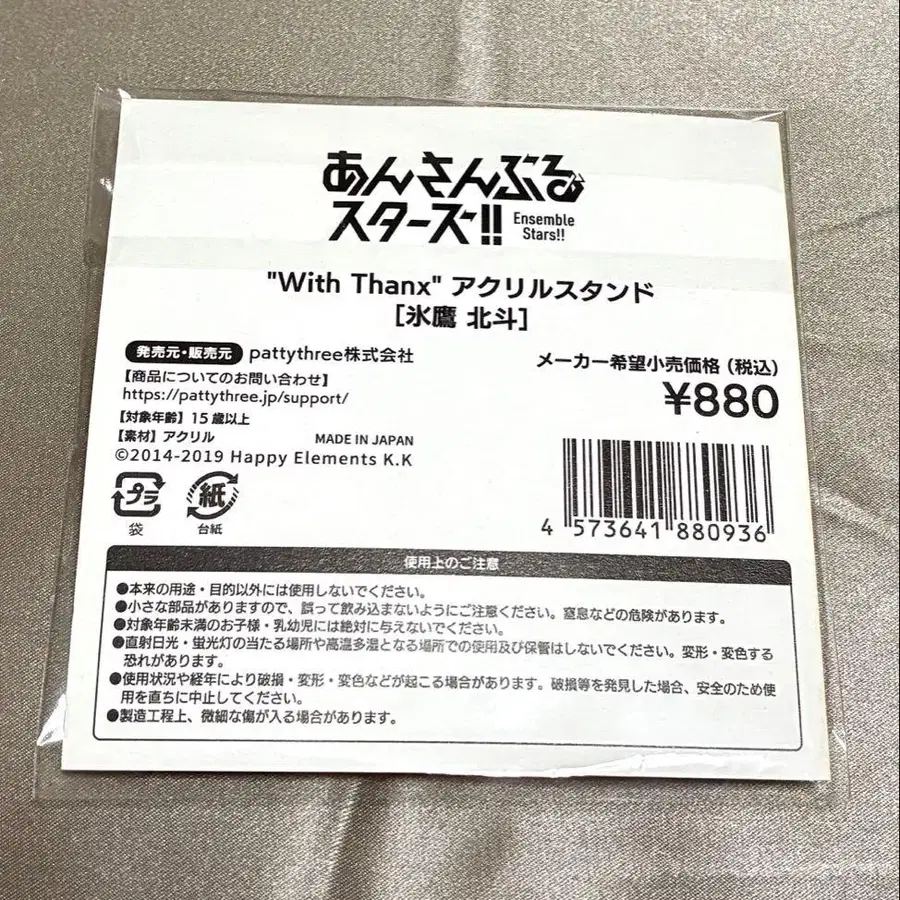 あんさんぶる
スターズ!!
Ensemble
Stars!!
"With Thanx" アクリルスタンド
[氷鷹 北斗]
発売元・販売元 pattythree株式会社
【商品についてのお問い合わせ】
https://pattythree.jp/support/
【対象年齢】15歳以上
【素材】アクリル MADE IN JAPAN
©2014-2019 Happy Elements K.K
メーカー希望小売価格(税込)
¥880
プラ
袋
紙
台紙
4 573641 880936
使用上のご注意
●本来の用途・目的以外には使用しないでください。
●小さな部品がありますので、誤って飲み込まないようにご注意ください。窒息などの危険があります。
●対象年齢未満のお子様・乳幼児には絶対に与えないでください。
●直射日光・蛍光灯の当たる場所や高温多湿となる場所での使用及び保管はしないでください。変形・変色する
恐れがあります。
●使用状況や経年により破損・変形・変色などが起こる場合があります。破損等を発見した場合、安全のため使
用を直ちに中止してください。
●製造工程上、微細な傷が入る場合があります。